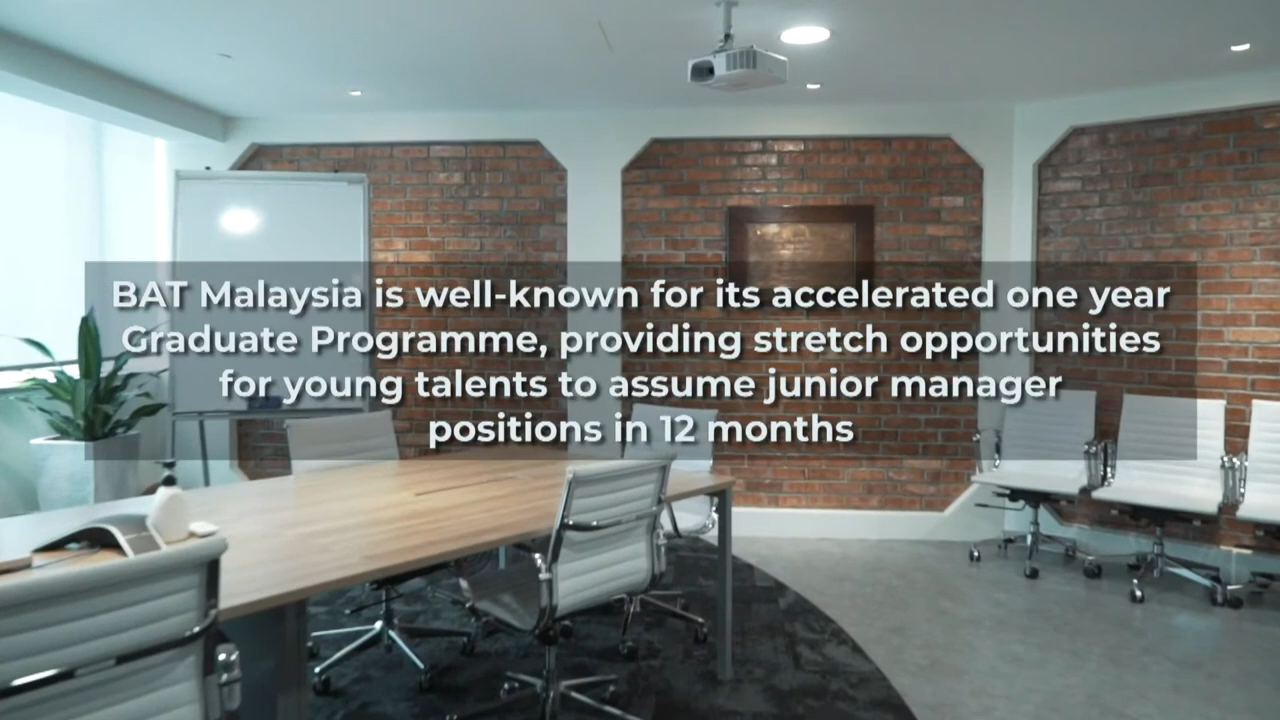 BAT Malaysia is well-known for its accelerated one year
Graduate Programme, providing stretch opportunities
for young talents to assume junior manager
positions in 12 months